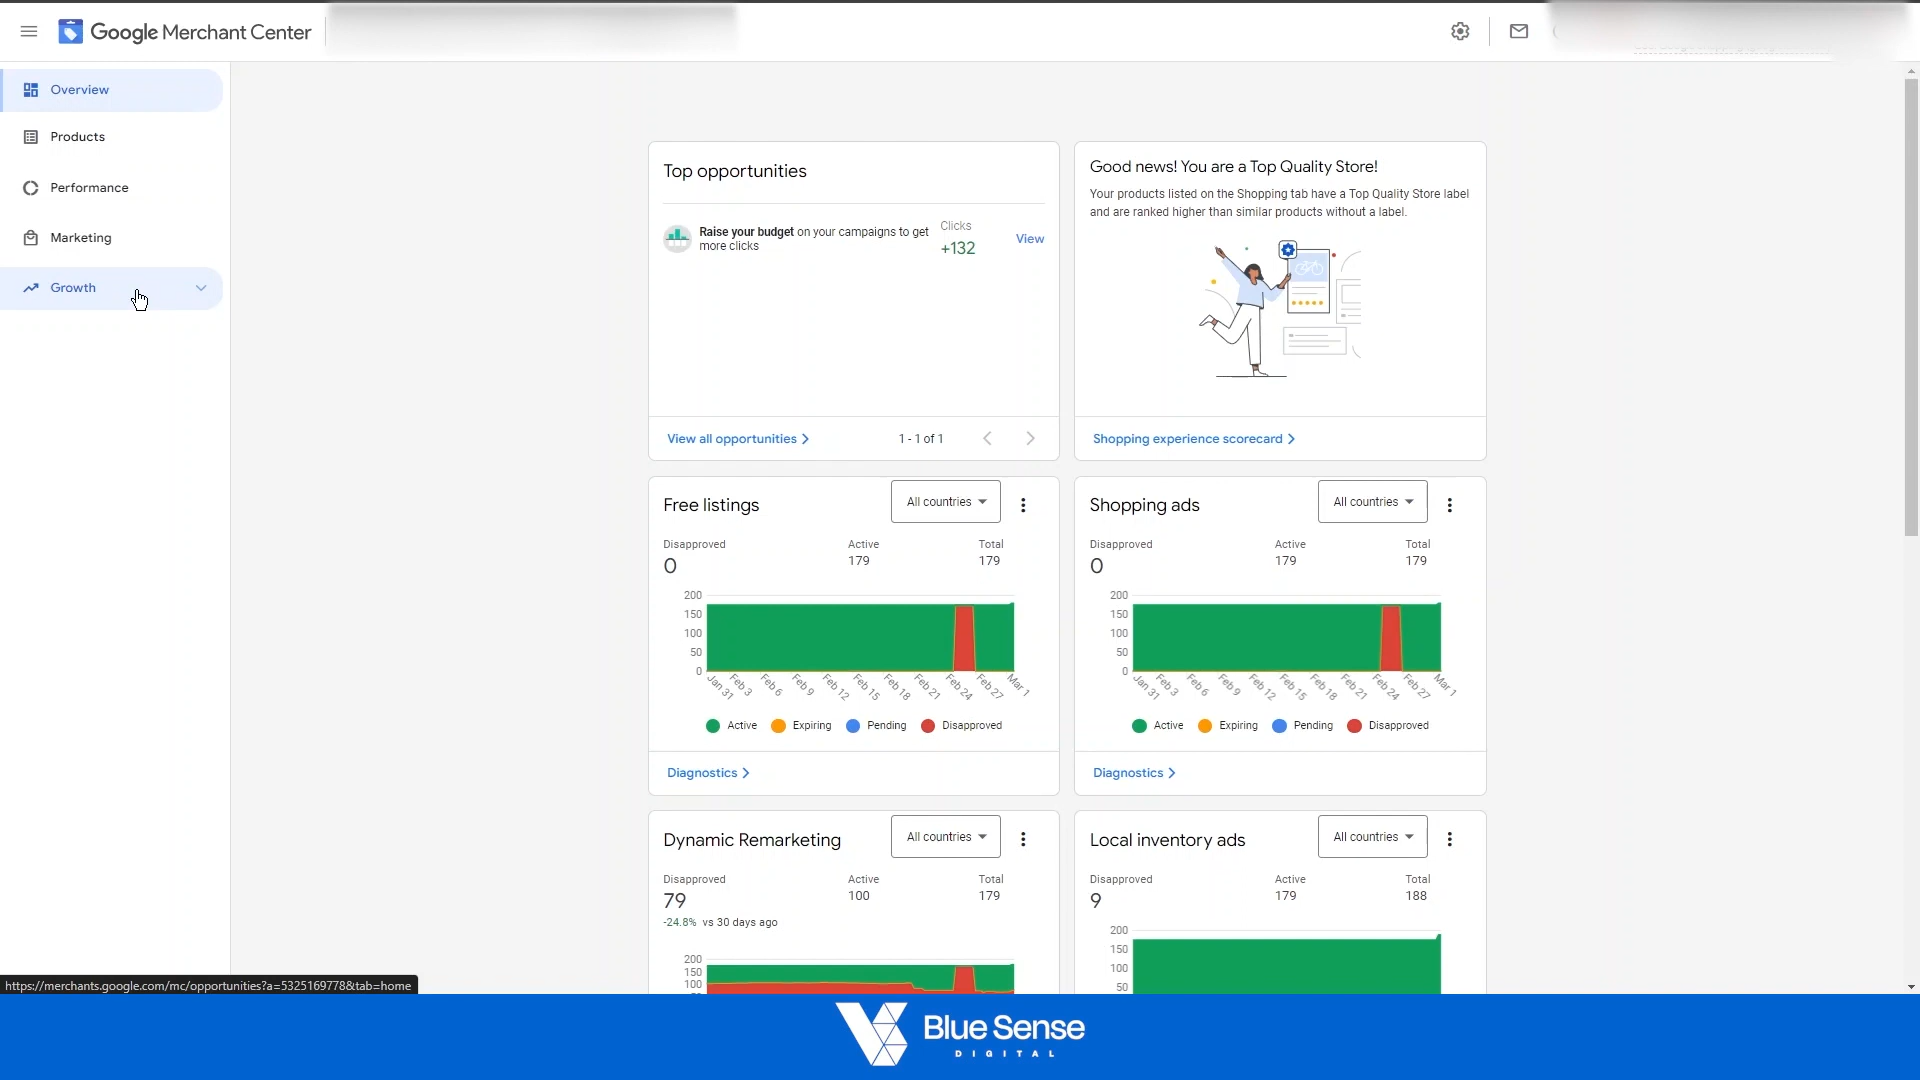 Google Merchant Center
Overview
Products
Performance
Marketing
Growth
Top opportunities
Raise your budget on your campaigns to get
more clicks
Clicks
+132
View
View all opportunities
1 - 1 of 1
Good news! You are a Top Quality Store!
Your products listed on the Shopping tab have a Top Quality Store label
and are ranked higher than similar products without a label.
Shopping experience scorecard
Free listings
All countries
Disapproved
0
Active
179
Total
179
200
150
100
50
0
Jan 31
Feb 3
Feb 6
Feb 9
Feb 12
Feb 15
Feb 18
Feb 21
Feb 24
Feb 27
Mar 1
Active
Expiring
Pending
Disapproved
Diagnostics
Shopping ads
All countries
Disapproved
0
Active
179
Total
179
200
150
100
50
0
Jan 31
Feb 3
Feb 6
Feb 9
Feb 12
Feb 15
Feb 18
Feb 21
Feb 24
Feb 27
Mar 1
Active
Expiring
Pending
Disapproved
Diagnostics
Dynamic Remarketing
All countries
Disapproved
79
-24.8% vs 30 days ago
Active
100
Total
179
200
150
100
Local inventory ads
All countries
Disapproved
9
Active
179
Total
188
200
150
100
50
https://merchants.google.com/mc/opportunities?a=5325169778&tab=home
Blue Sense
DIGITAL